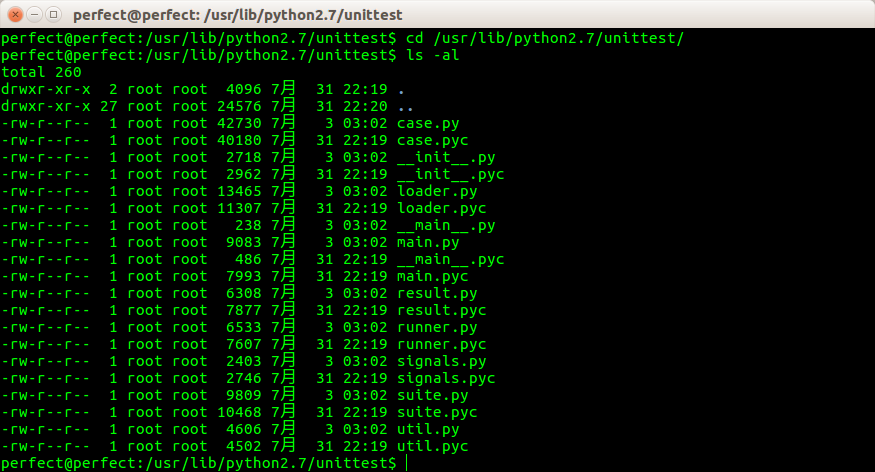 perfect@perfect: /usr/lib/python2.7/unittest
perfect@perfect:/usr/lib/python2.7/unittest$ cd /usr/lib/python2.7/unittest/
perfect@perfect:/usr/lib/python2.7/unittest$ ls -al
total 260
drwxr-xr-x  2 root root  4096 7月  31 22:19 .
drwxr-xr-x 27 root root 24576 7月  31 22:20 ..
-rw-r--r--  1 root root 42730 7月   3 03:02 case.py
-rw-r--r--  1 root root 40180 7月  31 22:19 case.pyc
-rw-r--r--  1 root root  2718 7月   3 03:02 __init__.py
-rw-r--r--  1 root root  2962 7月  31 22:19 __init__.pyc
-rw-r--r--  1 root root 13465 7月   3 03:02 loader.py
-rw-r--r--  1 root root 11307 7月  31 22:19 loader.pyc
-rw-r--r--  1 root root   238 7月   3 03:02 __main__.py
-rw-r--r--  1 root root  9083 7月   3 03:02 main.py
-rw-r--r--  1 root root   486 7月  31 22:19 __main__.pyc
-rw-r--r--  1 root root  7993 7月  31 22:19 main.pyc
-rw-r--r--  1 root root  6308 7月   3 03:02 result.py
-rw-r--r--  1 root root  7877 7月  31 22:19 result.pyc
-rw-r--r--  1 root root  6533 7月   3 03:02 runner.py
-rw-r--r--  1 root root  7607 7月  31 22:19 runner.pyc
-rw-r--r--  1 root root  2403 7月   3 03:02 signals.py
-rw-r--r--  1 root root  2746 7月  31 22:19 signals.pyc
-rw-r--r--  1 root root  9809 7月   3 03:02 suite.py
-rw-r--r--  1 root root 10468 7月  31 22:19 suite.pyc
-rw-r--r--  1 root root  4606 7月   3 03:02 util.py
-rw-r--r--  1 root root  4502 7月  31 22:19 util.pyc
perfect@perfect:/usr/lib/python2.7/unittest$